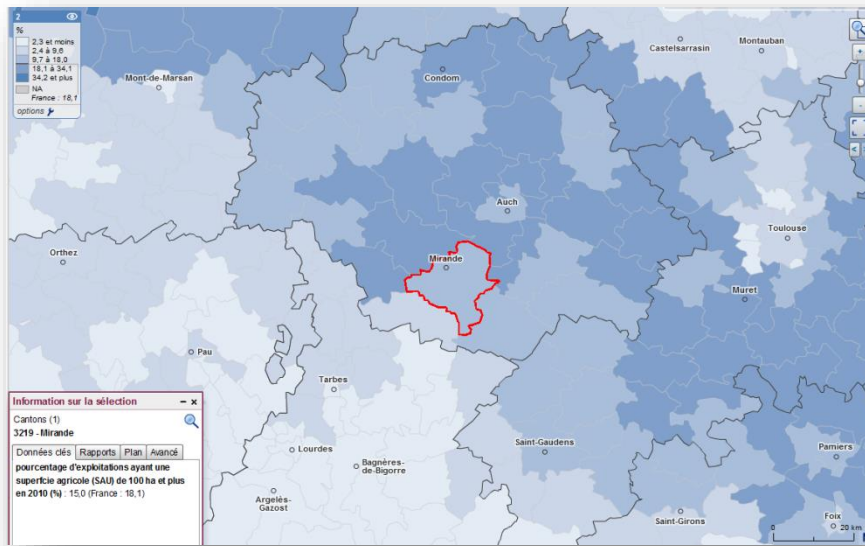 2
%
2,3 et moins
2,4 à 9,6
9,7 à 18,0
18,1 à 34,1
34,2 et plus
NA
France : 18,1
options
Mont-de-Marsan
Condom
Castelsarrasin
Montauban
+
-
< >
Auch
Toulouse
Orthez
Mirande
Muret
Pau
Tarbes
Lourdes
Bagnères-
de-Bigorre
Argelès-
Gazost
Saint-Gaudens
Pamiers
Saint-Girons
Foix
0 20 km
Information sur la sélection
– ×
Cantons (1)
3219 - Mirande
Données clés Rapports Plan Avancé
pourcentage d'exploitations ayant une
superfcie agricole (SAU) de 100 ha et plus
en 2010 (%) : 15,0 (France : 18,1)